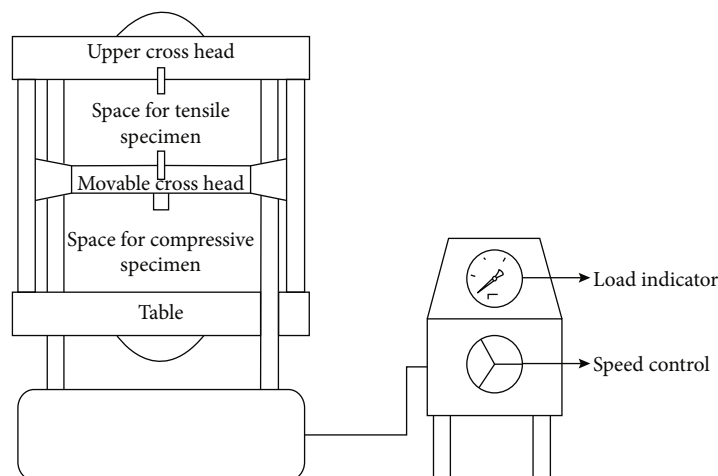 Upper cross head
Space for tensile
specimen
Movable cross head
Space for compressive
specimen
Table
Load indicator
Speed control